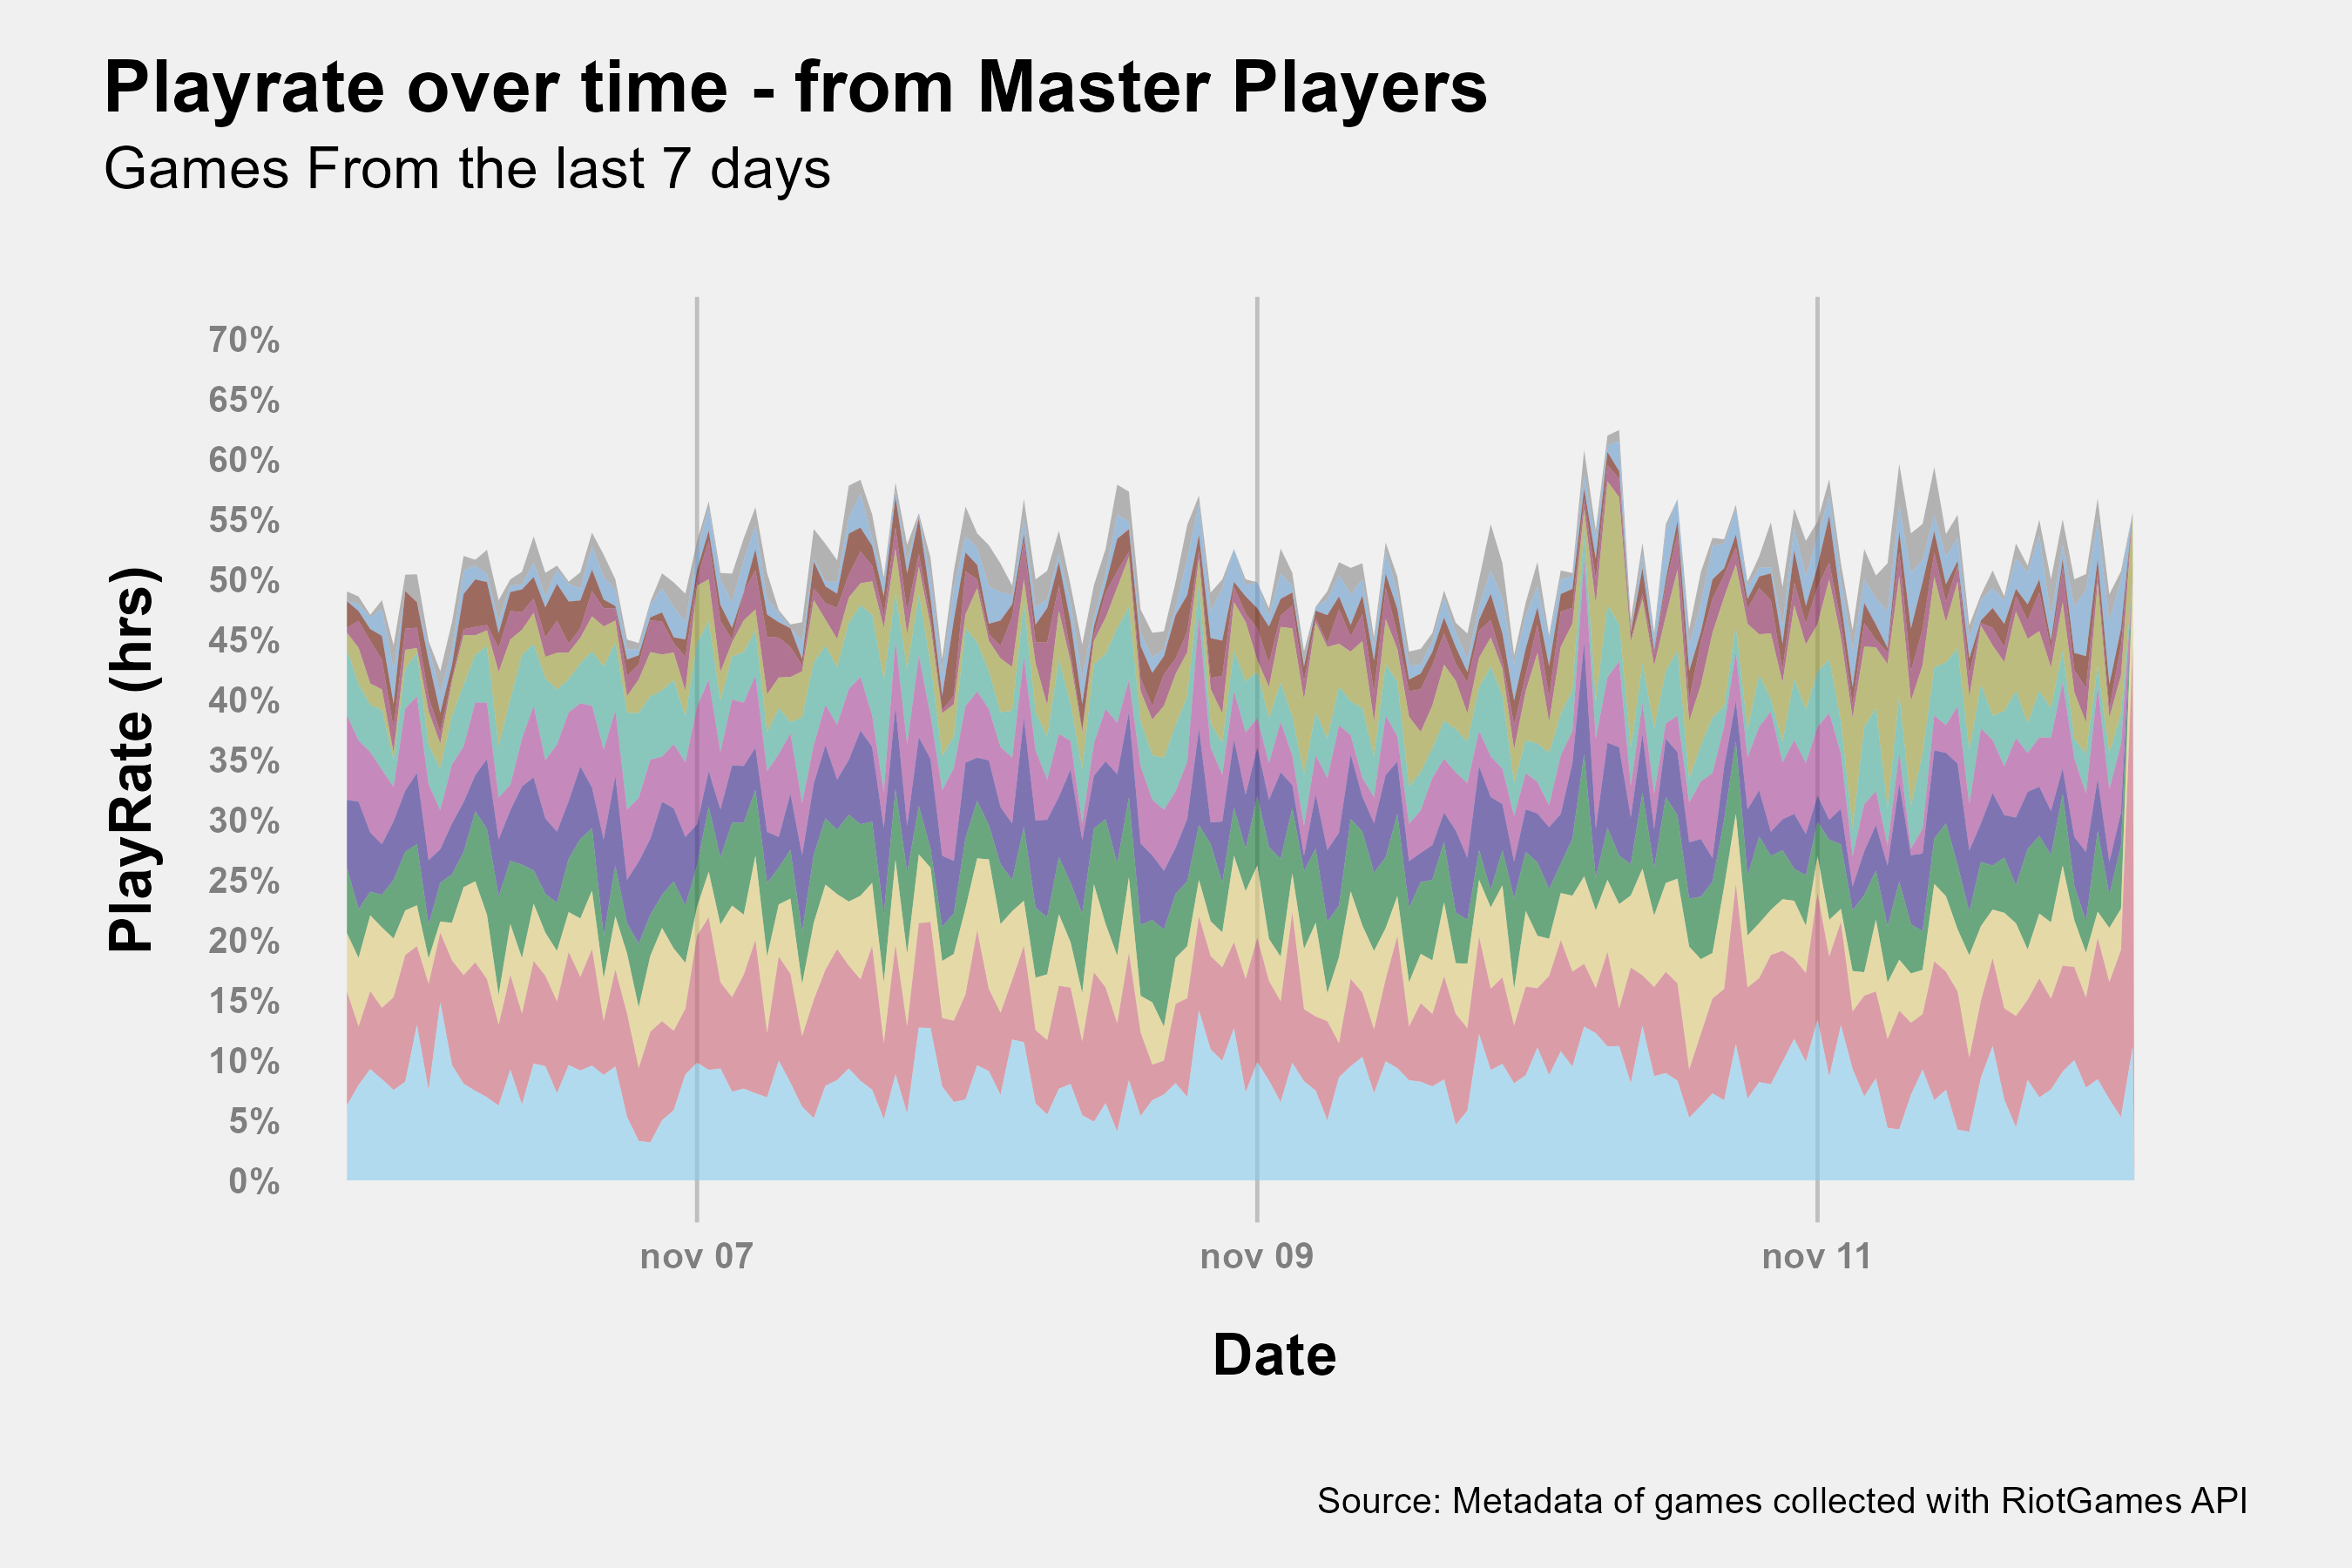 Playrate over time - from Master Players
Games From the last 7 days
70%
65%
60%
55%
50%
45%
40%
35%
30%
25%
20%
15%
10%
5%
0%
PlayRate (hrs)
nov 07
nov 09
nov 11
Date
Source: Metadata of games collected with RiotGames API